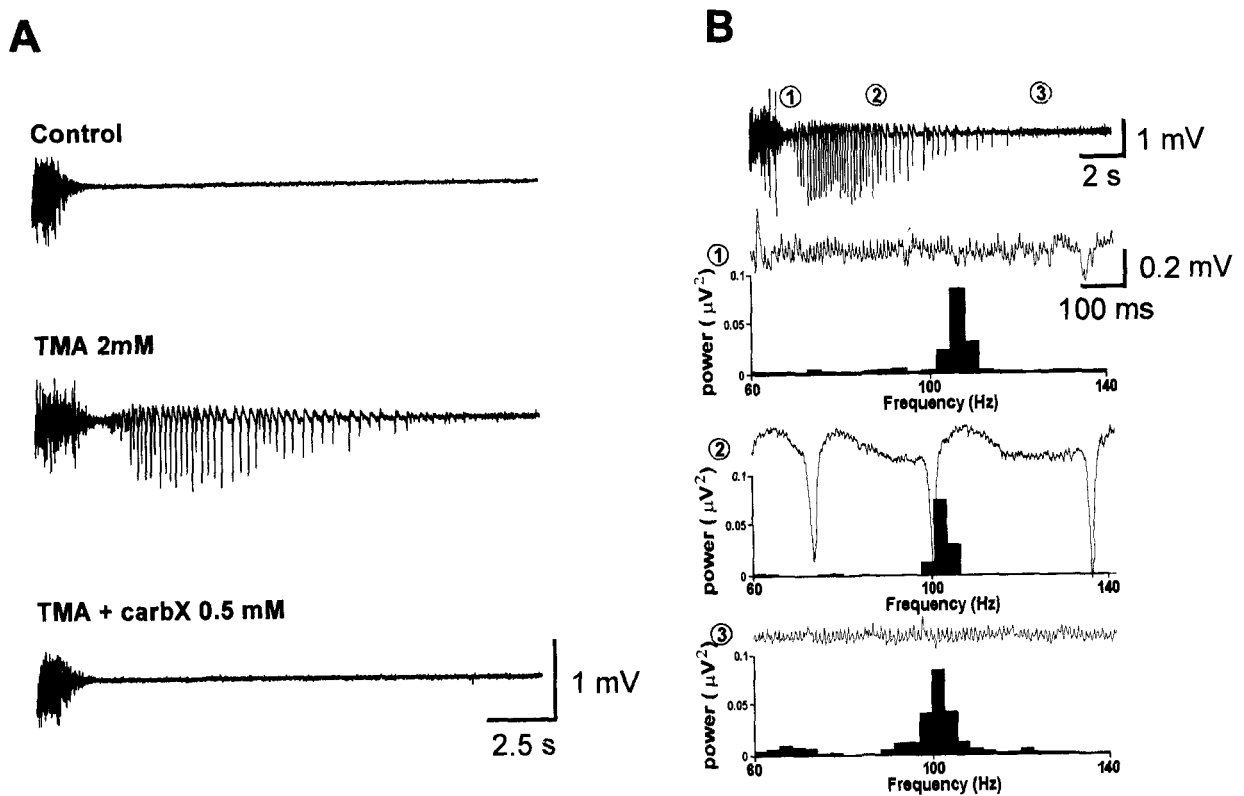 A
Control
TMA 2mM
TMA + carbX 0.5 mM
1 mV
2.5 s
B
① ② ③
1 mV
2 s
①
0.2 mV
100 ms
power ( μV²)
0.1
0.05
0
60 100 140
Frequency (Hz)
②
power ( μV²)
0.1
0.05
0
60 100 140
Frequency (Hz)
③
power ( μV²)
0.1
0.05
0
60 100 140
Frequency (Hz)